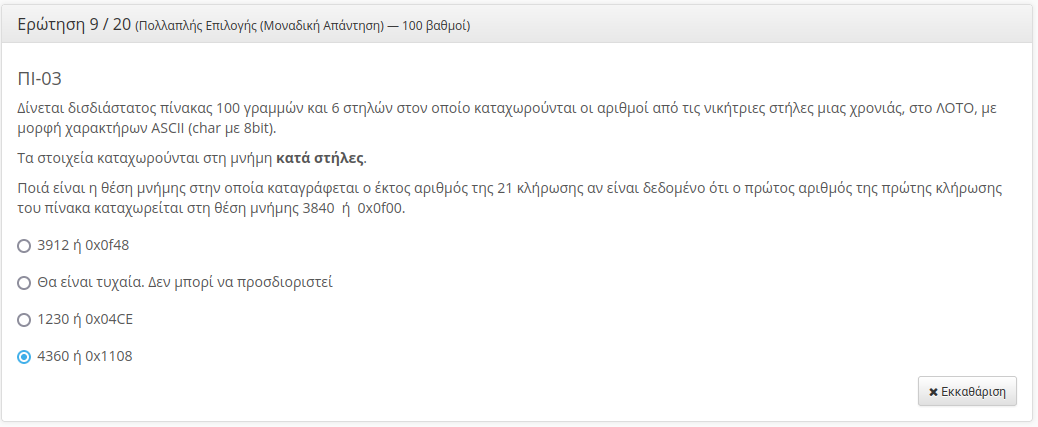 Ερώτηση 9 / 20 (Πολλαπλής Επιλογής (Μοναδική Απάντηση) — 100 βαθμοί)
ΠΙ-03
Δίνεται δισδιάστατος πίνακας 100 γραμμών και 6 στηλών στον οποίο καταχωρούνται οι αριθμοί από τις νικήτριες στήλες μιας χρονιάς, στο ΛΟΤΟ, με
μορφή χαρακτήρων ASCII (char με 8bit).
Τα στοιχεία καταχωρούνται στη μνήμη κατά στήλες.
Ποιά είναι η θέση μνήμης στην οποία καταγράφεται ο έκτος αριθμός της 21 κλήρωσης αν είναι δεδομένο ότι ο πρώτος αριθμός της πρώτης κλήρωσης
του πίνακα καταχωρείται στη θέση μνήμης 3840 ή 0x0f00.
3912 ή 0x0f48
Θα είναι τυχαία. Δεν μπορί να προσδιοριστεί
1230 ή 0x04CE
4360 ή 0x1108
✖ Εκκαθάριση